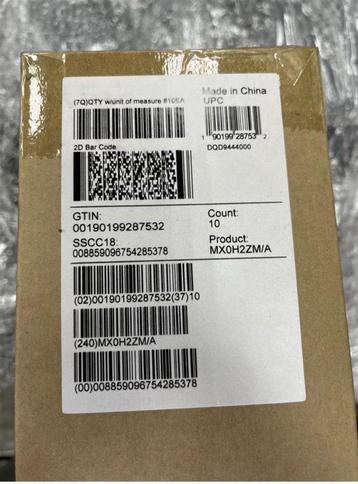 (7Q)QTY w/unit of measure #10EA
Made in China
UPC
1 90199 28753 2
2D Bar Code
DQD9444000
GTIN:
00190199287532
Count:
10
SSCC18:
008859096754285378
Product:
MX0H2ZM/A
(02)00190199287532(37)10
(240)MX0H2ZM/A
(00)008859096754285378